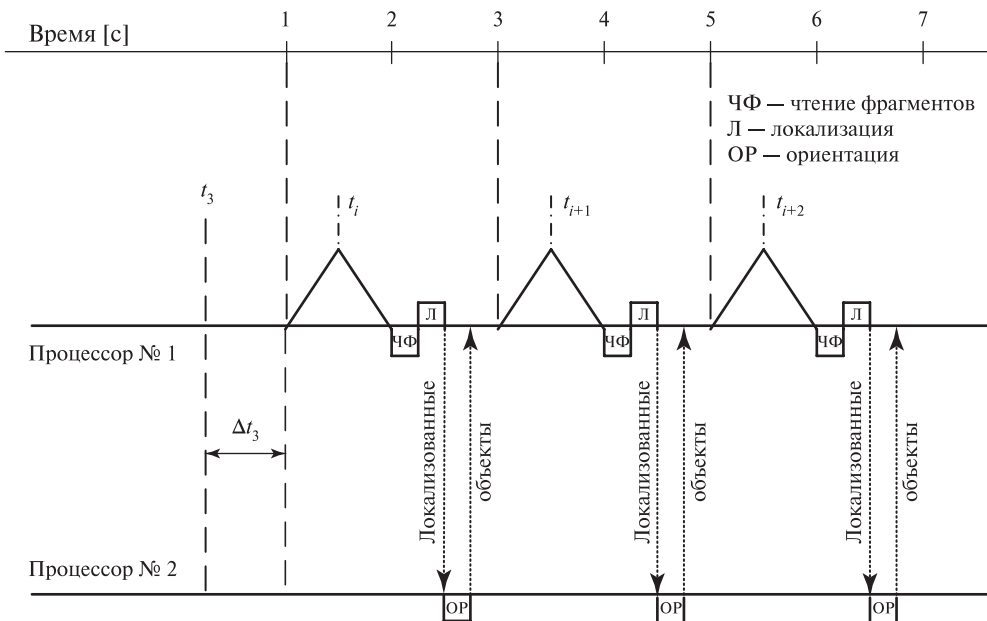 Время [с]
1 2 3 4 5 6 7
ЧФ — чтение фрагментов
Л — локализация
ОР — ориентация
t3
ti
ti+1
ti+2
Л
Л
Л
ЧФ
ЧФ
ЧФ
Процессор № 1
Δt3
Локализованные
объекты
Локализованные
объекты
Локализованные
объекты
Процессор № 2
ОР
ОР
ОР